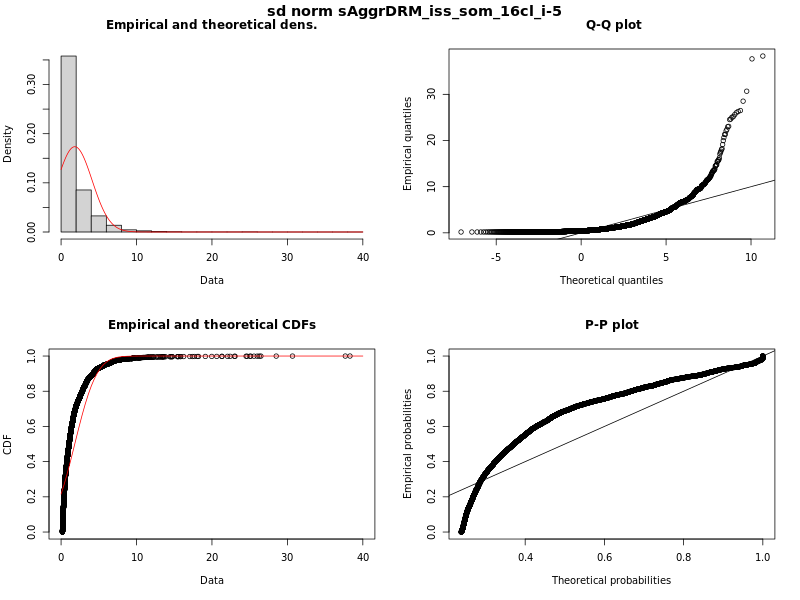 sd norm sAggrDRM_iss_som_16cl_i-5
Empirical and theoretical dens.
Density
0.00 0.10 0.20 0.30
0 10 20 30 40
Data
Q-Q plot
Empirical quantiles
0 10 20 30
-5 0 5 10
Theoretical quantiles
Empirical and theoretical CDFs
CDF
0.0 0.2 0.4 0.6 0.8 1.0
0 10 20 30 40
Data
P-P plot
Empirical probabilities
0.0 0.2 0.4 0.6 0.8 1.0
0.4 0.6 0.8 1.0
Theoretical probabilities